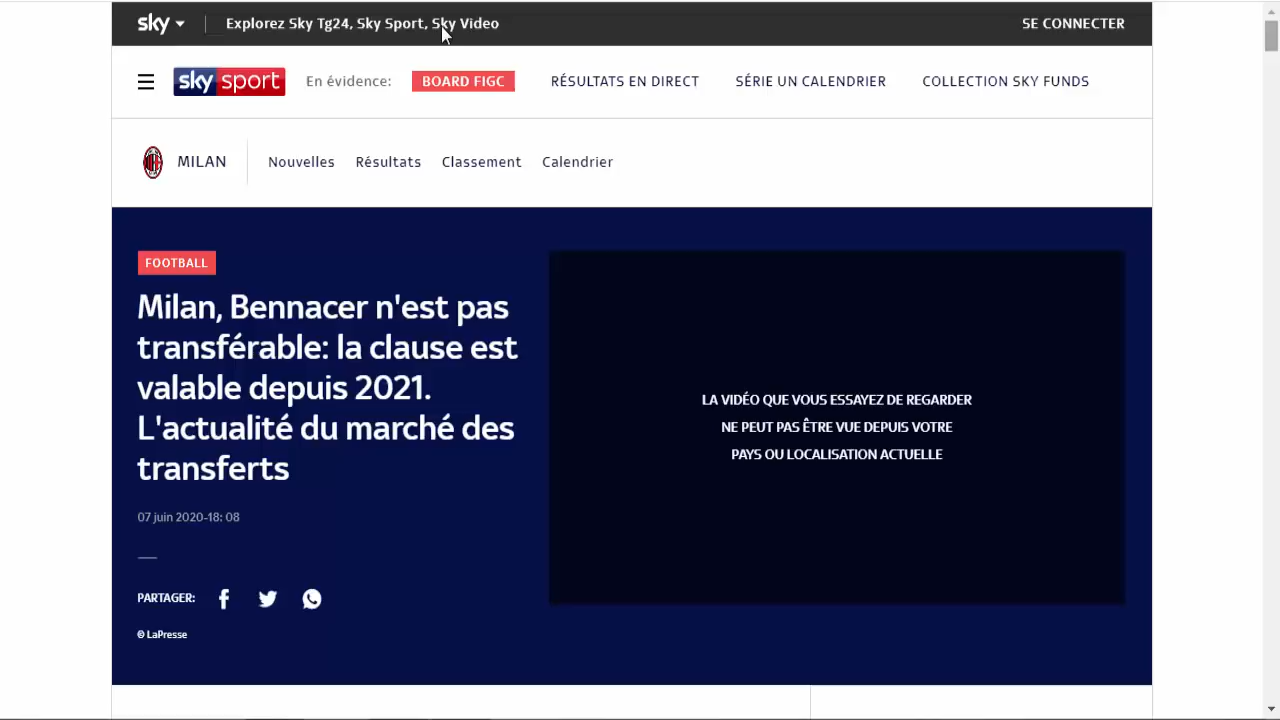 sky Explorez Sky Tg24, Sky Sport, Sky Video SE CONNECTER
sky sport En évidence: BOARD FIGC RÉSULTATS EN DIRECT SÉRIE UN CALENDRIER COLLECTION SKY FUNDS
MILAN Nouvelles Résultats Classement Calendrier
FOOTBALL
Milan, Bennacer n'est pas
transférable: la clause est
valable depuis 2021.
L'actualité du marché des
transferts
07 juin 2020-18: 08
PARTAGER:
© LaPresse
LA VIDÉO QUE VOUS ESSAYEZ DE REGARDER
NE PEUT PAS ÊTRE VUE DEPUIS VOTRE
PAYS OU LOCALISATION ACTUELLE